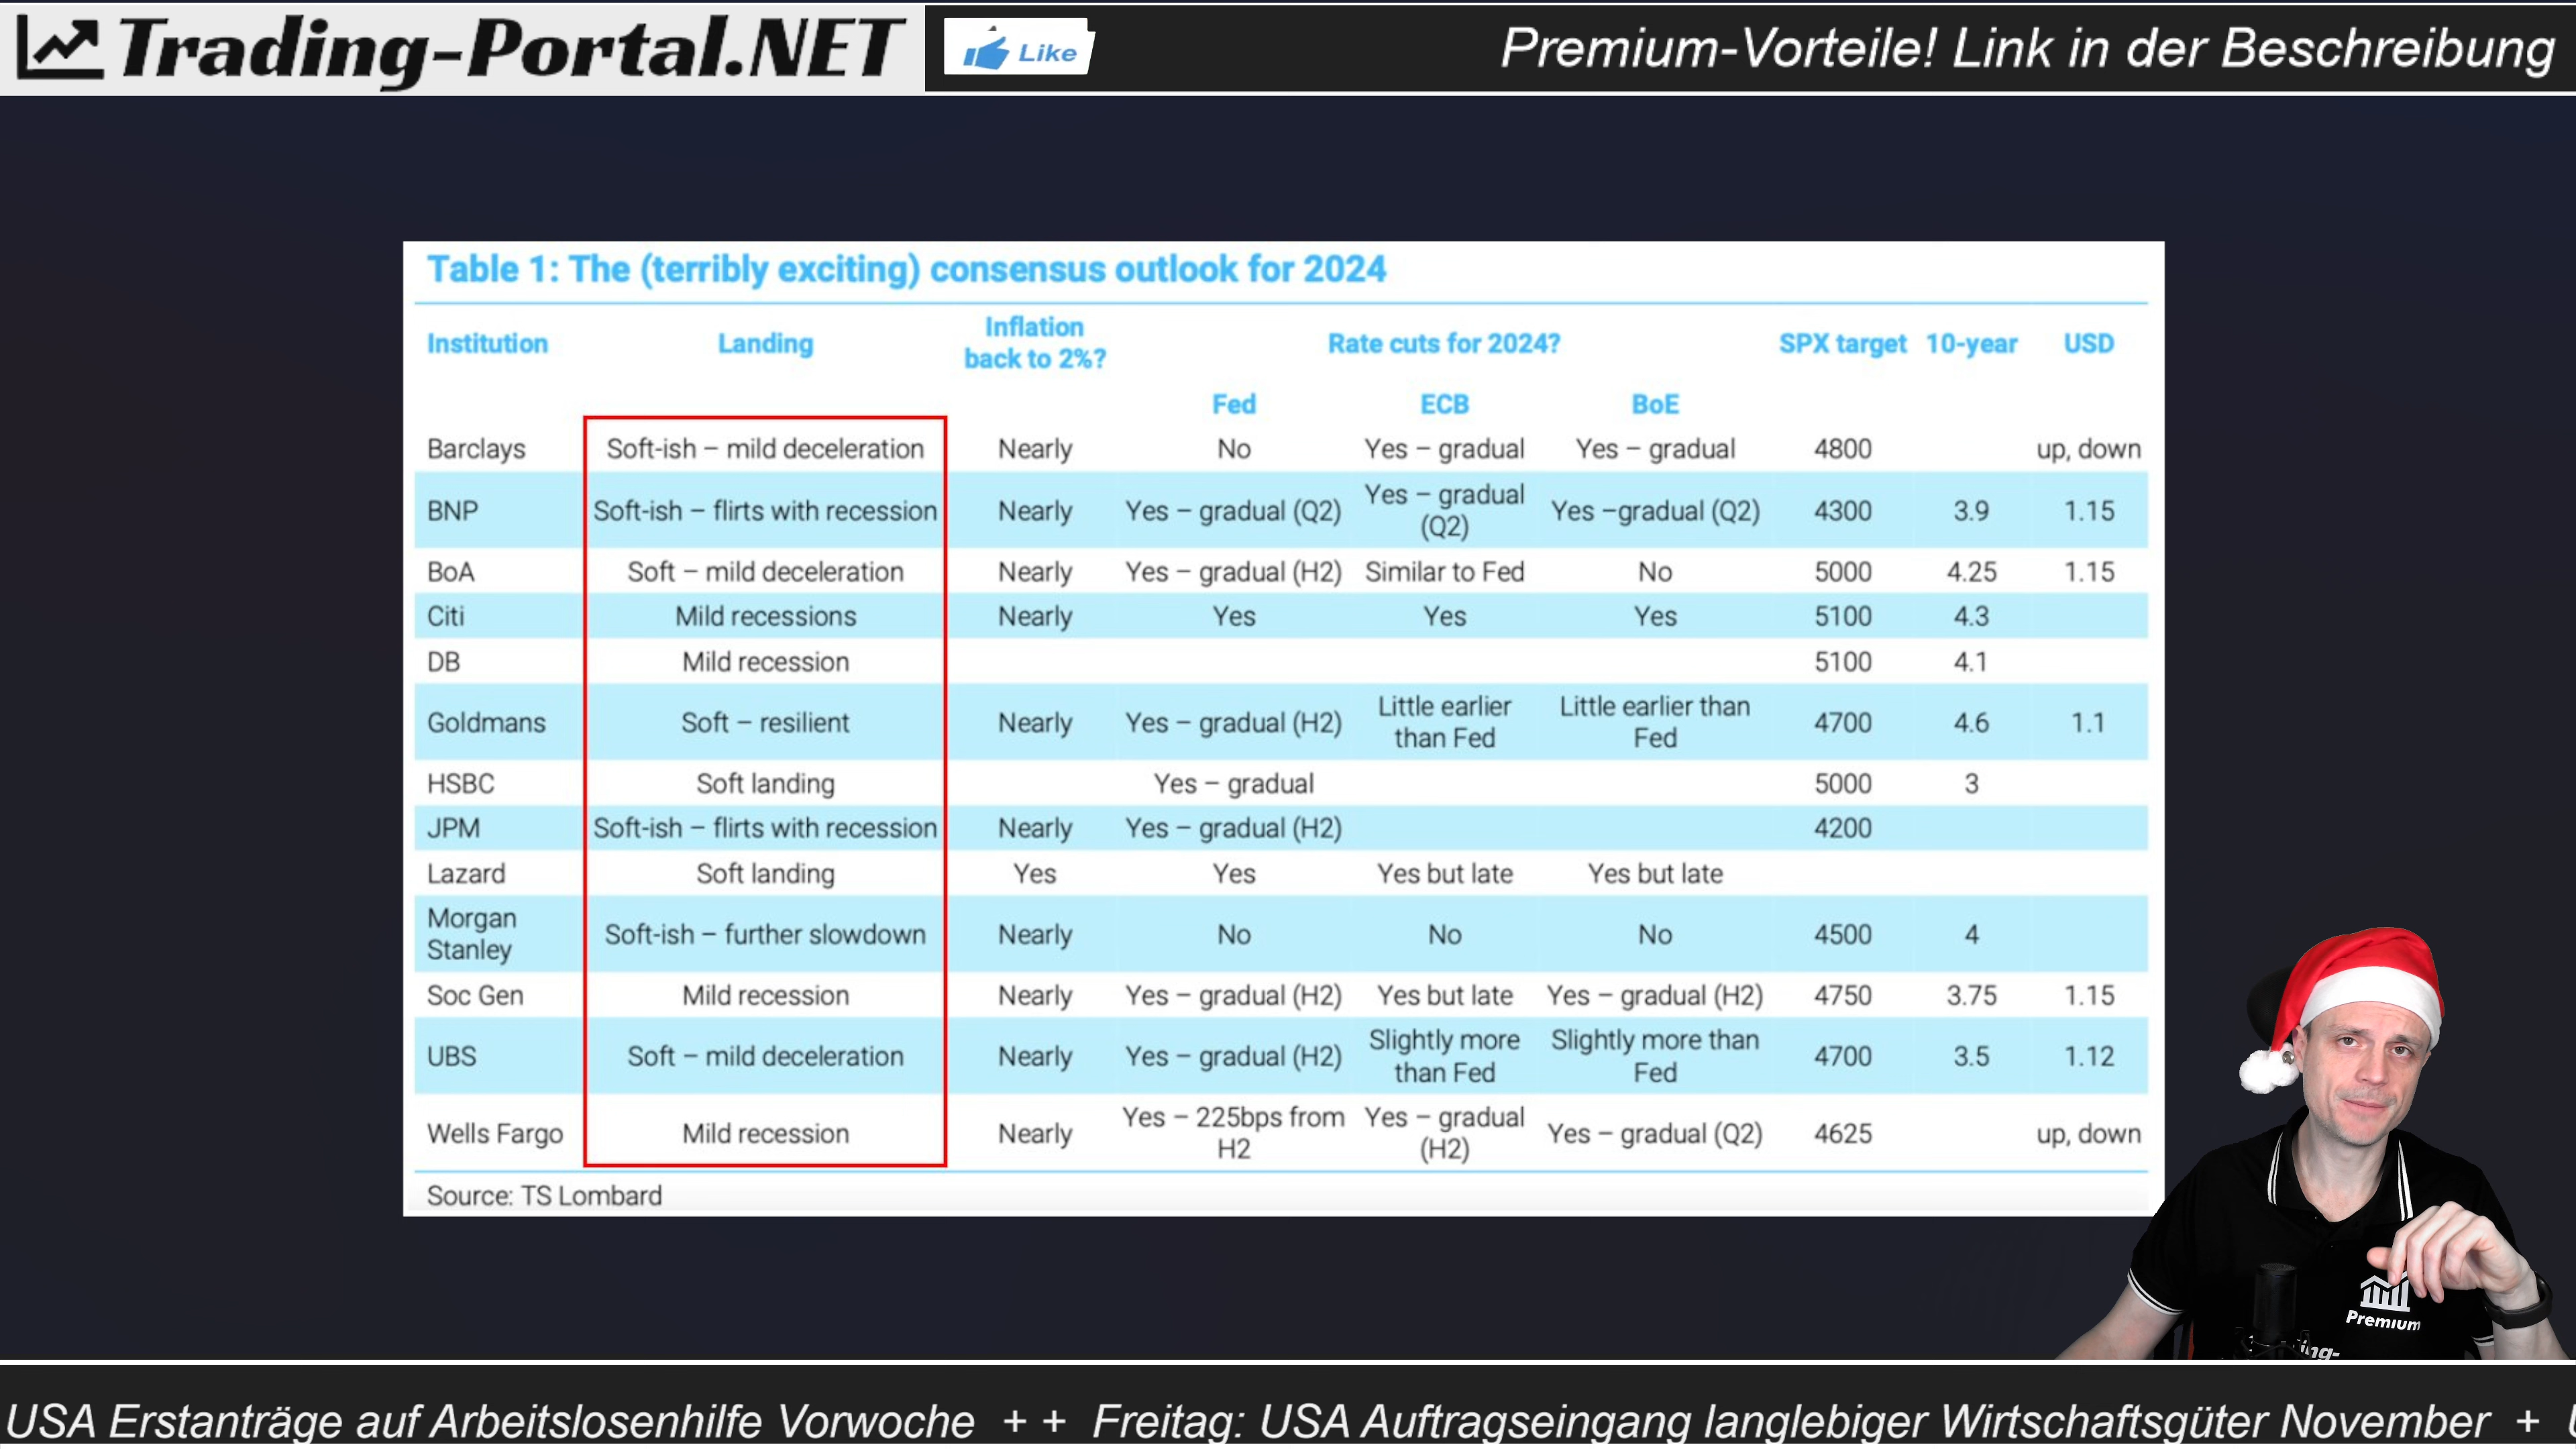 Trading-Portal.NET
Like
Premium-Vorteile! Link in der Beschreibung
Table 1: The (terribly exciting) consensus outlook for 2024
Institution Landing Inflation back to 2%? Rate cuts for 2024? SPX target 10-year USD
Fed ECB BoE
Barclays Soft-ish – mild deceleration Nearly No Yes – gradual Yes – gradual 4800 up, down
BNP Soft-ish – flirts with recession Nearly Yes – gradual (Q2) Yes – gradual (Q2) Yes –gradual (Q2) 4300 3.9 1.15
BoA Soft – mild deceleration Nearly Yes – gradual (H2) Similar to Fed No 5000 4.25 1.15
Citi Mild recessions Nearly Yes Yes Yes 5100 4.3
DB Mild recession 5100 4.1
Goldmans Soft – resilient Nearly Yes – gradual (H2) Little earlier than Fed Little earlier than Fed 4700 4.6 1.1
HSBC Soft landing Yes – gradual 5000 3
JPM Soft-ish – flirts with recession Nearly Yes – gradual (H2) 4200
Lazard Soft landing Yes Yes Yes but late Yes but late
Morgan Stanley Soft-ish – further slowdown Nearly No No No 4500 4
Soc Gen Mild recession Nearly Yes – gradual (H2) Yes but late Yes – gradual (H2) 4750 3.75 1.15
UBS Soft – mild deceleration Nearly Yes – gradual (H2) Slightly more than Fed Slightly more than Fed 4700 3.5 1.12
Wells Fargo Mild recession Nearly Yes – 225bps from H2 Yes – gradual (H2) Yes – gradual (Q2) 4625 up, down
Source: TS Lombard
Premium
USA Erstanträge auf Arbeitslosenhilfe Vorwoche + + Freitag: USA Auftragseingang langlebiger Wirtschaftsgüter November +